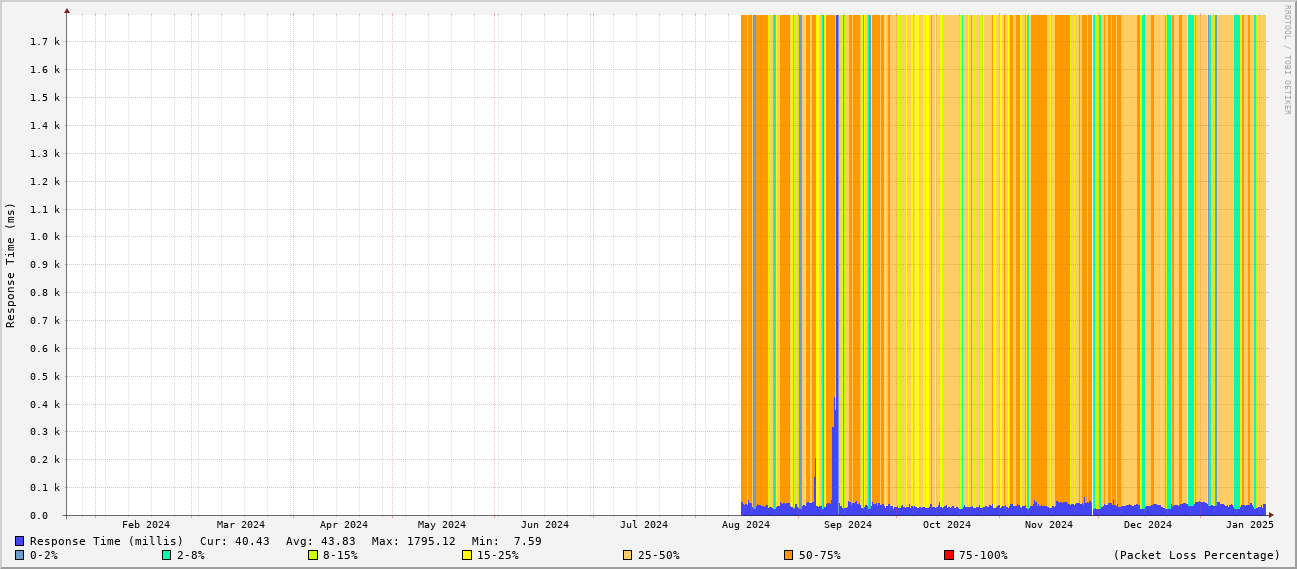 RRDTOOL / TOBI OETIKER
Response Time (ms)
1.7 k
1.6 k
1.5 k
1.4 k
1.3 k
1.2 k
1.1 k
1.0 k
0.9 k
0.8 k
0.7 k
0.6 k
0.5 k
0.4 k
0.3 k
0.2 k
0.1 k
0.0
Feb 2024 Mar 2024 Apr 2024 May 2024 Jun 2024 Jul 2024 Aug 2024 Sep 2024 Oct 2024 Nov 2024 Dec 2024 Jan 2025
Response Time (millis) Cur: 40.43 Avg: 43.83 Max: 1795.12 Min: 7.59
0-2% 2-8% 8-15% 15-25% 25-50% 50-75% 75-100% (Packet Loss Percentage)